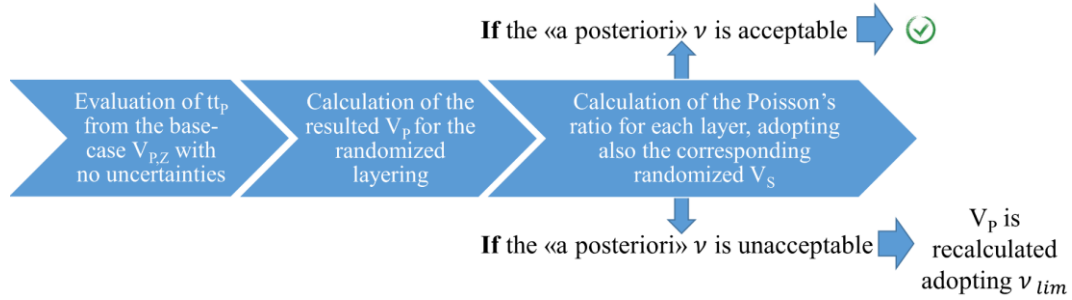 If the «a posteriori» ν is acceptable
Evaluation of tt_P
from the base-
case V_P,Z with
no uncertainties
Calculation of the
resulted V_P for the
randomized
layering
Calculation of the Poisson's
ratio for each layer, adopting
also the corresponding
randomized V_S
If the «a posteriori» ν is unacceptable
V_P is
recalculated
adopting ν_lim